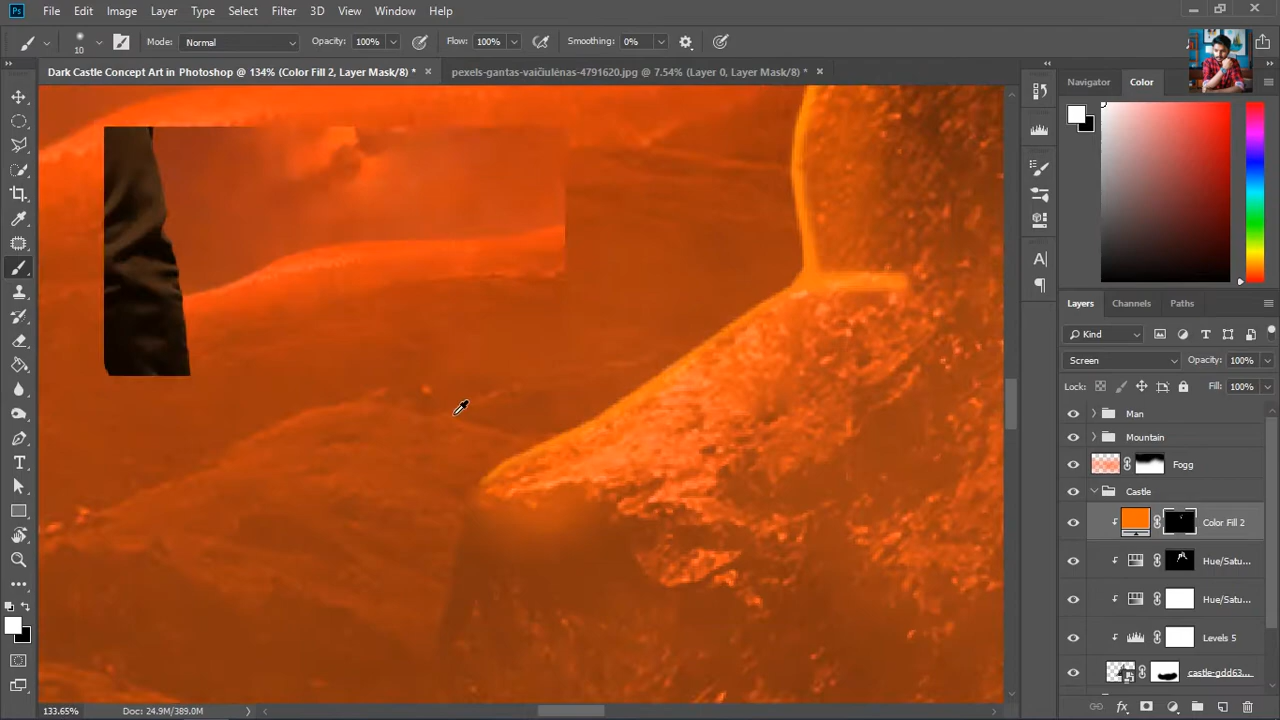 Ps File Edit Image Layer Type Select Filter 3D View Window Help
10 Mode: Normal Opacity: 100% Flow: 100% Smoothing: 0%
Dark Castle Concept Art in Photoshop @ 134% (Color Fill 2, Layer Mask/8) * × pexels-gantas-vaičiulėnas-4791620.jpg @ 7.54% (Layer 0, Layer Mask/8) * ×
Navigator Color
Layers Channels Paths
Kind
Screen Opacity: 100%
Lock: Fill: 100%
Man
Mountain
Fogg
Castle
Color Fill 2
Hue/Satu...
Hue/Satu...
Levels 5
castle-gdd63...
133.65% Doc: 24.9M/389.0M